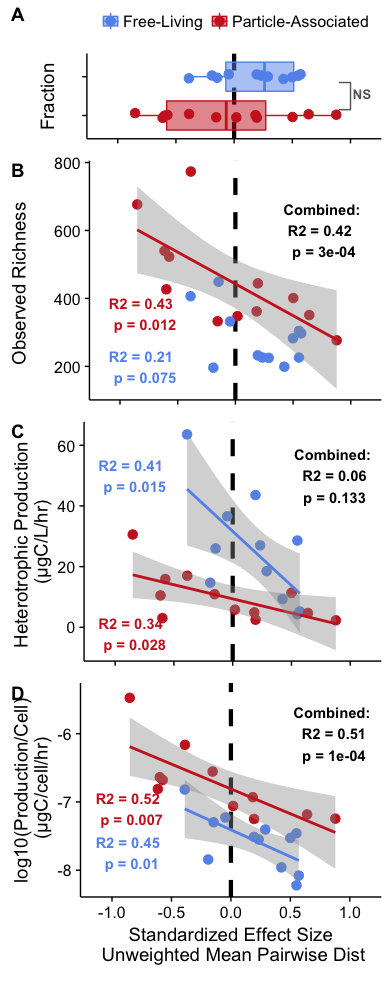 A
Free-Living Particle-Associated
Fraction
NS
B
Observed Richness
800
600
400
200
Combined:
R2 = 0.42
p = 3e-04
R2 = 0.43
p = 0.012
R2 = 0.21
p = 0.075
C
Heterotrophic Production
(μgC/L/hr)
60
40
20
0
R2 = 0.41
p = 0.015
Combined:
R2 = 0.06
p = 0.133
R2 = 0.34
p = 0.028
D
log10(Production/Cell)
(μgC/cell/hr)
-6
-7
-8
Combined:
R2 = 0.51
p = 1e-04
R2 = 0.52
p = 0.007
R2 = 0.45
p = 0.01
-1.0 -0.5 0.0 0.5 1.0
Standardized Effect Size
Unweighted Mean Pairwise Dist